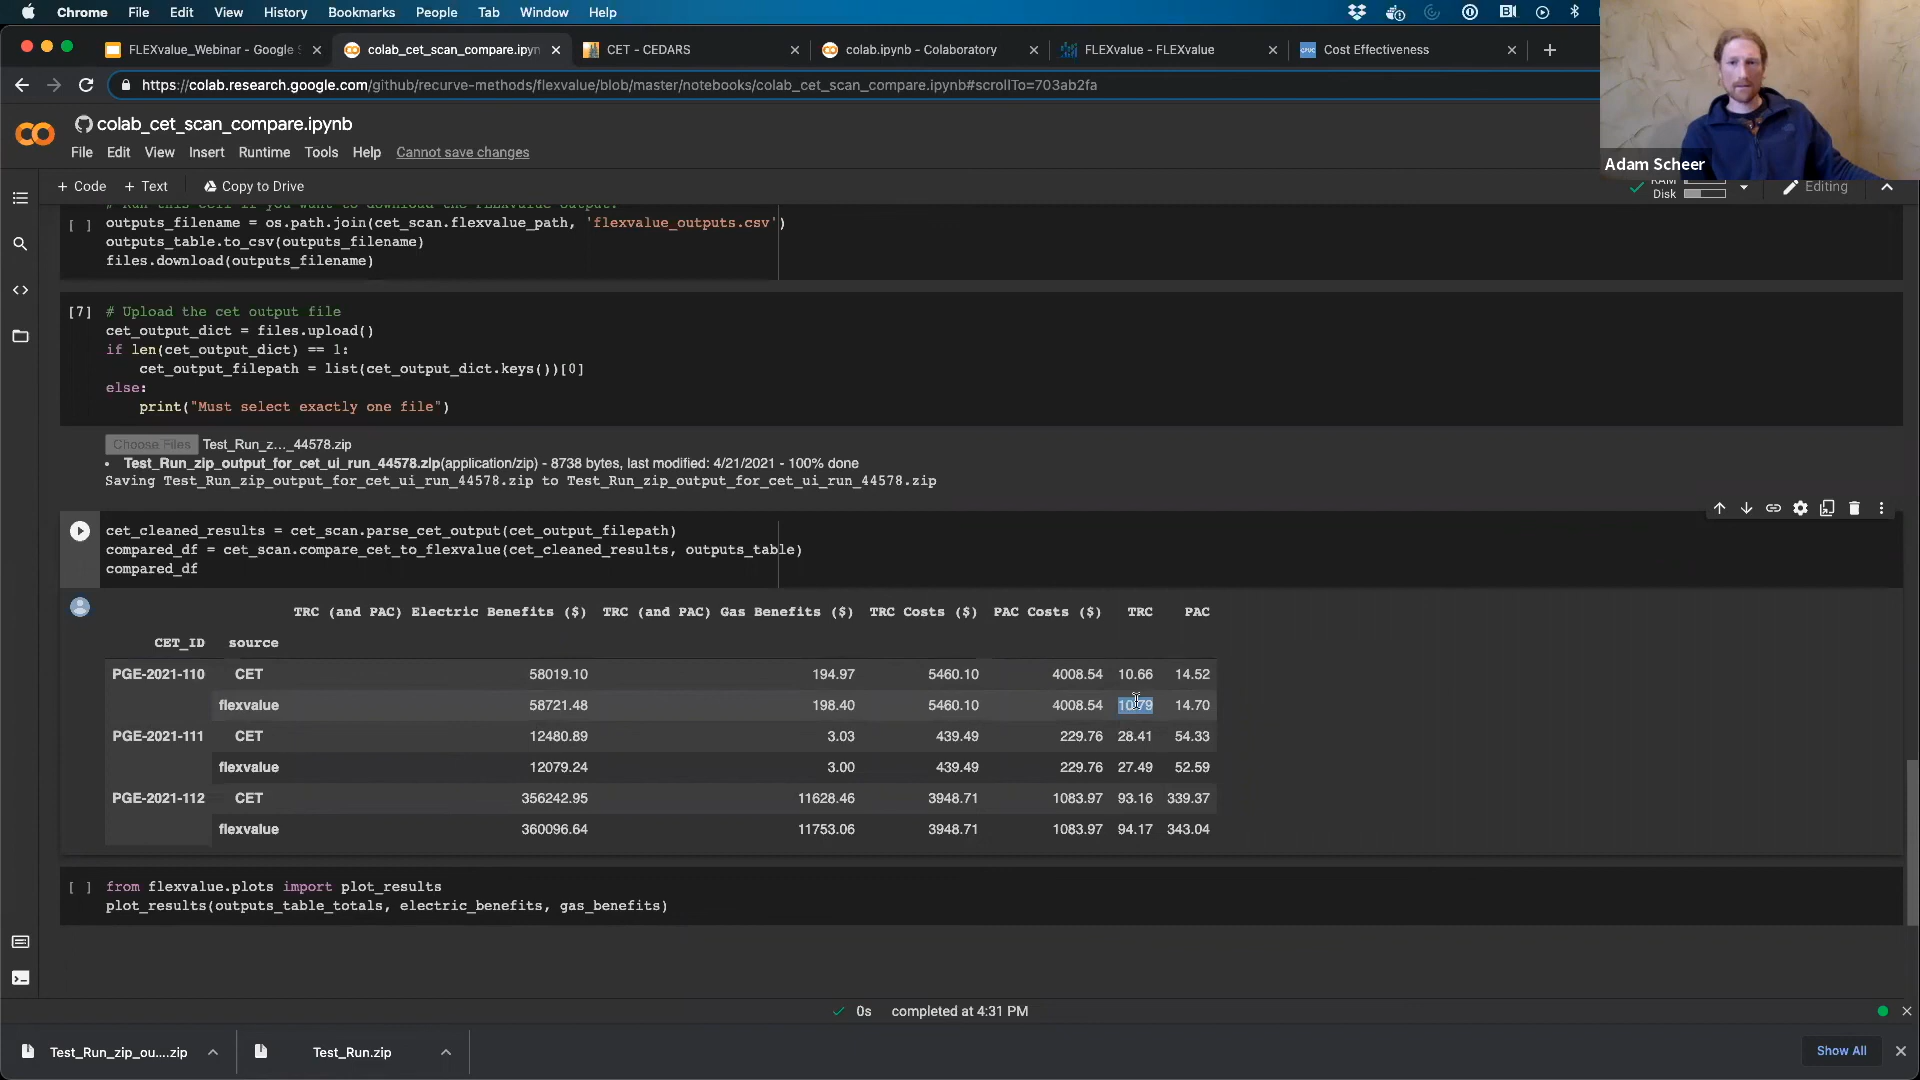 Chrome File Edit View History Bookmarks People Tab Window Help
FLEXvalue_Webinar - Google S
colab_cet_scan_compare.ipyn
CET - CEDARS
colab.ipynb - Colaboratory
FLEXvalue - FLEXvalue
Cost Effectiveness
https://colab.research.google.com/github/recurve-methods/flexvalue/blob/master/notebooks/colab_cet_scan_compare.ipynb#scrollTo=703ab2fa
colab_cet_scan_compare.ipynb
File Edit View Insert Runtime Tools Help Cannot save changes
Adam Scheer
+ Code + Text Copy to Drive
RAM
Disk
Editing
# Run this cell if you want to download the FLEXvalue output.
[ ] outputs_filename = os.path.join(cet_scan.flexvalue_path, 'flexvalue_outputs.csv')
outputs_table.to_csv(outputs_filename)
files.download(outputs_filename)
[7] # Upload the cet output file
cet_output_dict = files.upload()
if len(cet_output_dict) == 1:
cet_output_filepath = list(cet_output_dict.keys())[0]
else:
print("Must select exactly one file")
Choose Files Test_Run_z..._44578.zip
• Test_Run_zip_output_for_cet_ui_run_44578.zip(application/zip) - 8738 bytes, last modified: 4/21/2021 - 100% done
Saving Test_Run_zip_output_for_cet_ui_run_44578.zip to Test_Run_zip_output_for_cet_ui_run_44578.zip
cet_cleaned_results = cet_scan.parse_cet_output(cet_output_filepath)
compared_df = cet_scan.compare_cet_to_flexvalue(cet_cleaned_results, outputs_table)
compared_df
TRC (and PAC) Electric Benefits ($) TRC (and PAC) Gas Benefits ($) TRC Costs ($) PAC Costs ($) TRC PAC
CET_ID source
PGE-2021-110 CET 58019.10 194.97 5460.10 4008.54 10.66 14.52
flexvalue 58721.48 198.40 5460.10 4008.54 10.79 14.70
PGE-2021-111 CET 12480.89 3.03 439.49 229.76 28.41 54.33
flexvalue 12079.24 3.00 439.49 229.76 27.49 52.59
PGE-2021-112 CET 356242.95 11628.46 3948.71 1083.97 93.16 339.37
flexvalue 360096.64 11753.06 3948.71 1083.97 94.17 343.04
[ ] from flexvalue.plots import plot_results
plot_results(outputs_table_totals, electric_benefits, gas_benefits)
0s completed at 4:31 PM
Test_Run_zip_ou....zip
Test_Run.zip
Show All